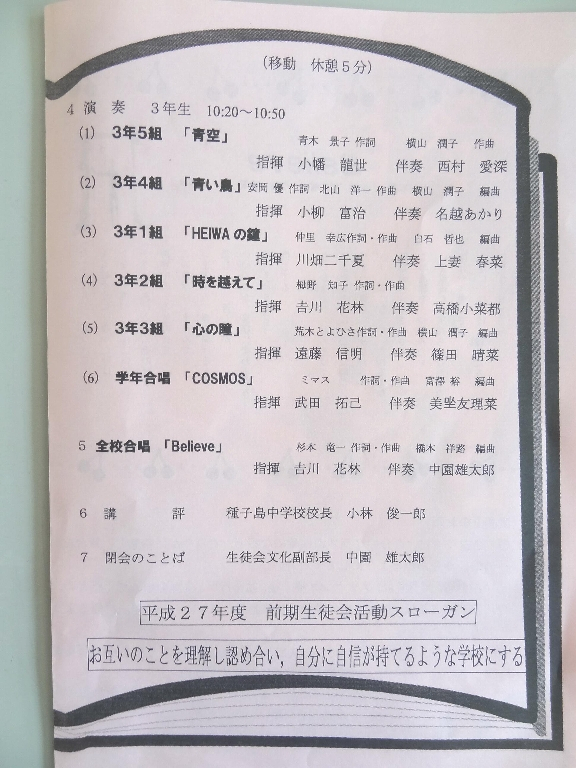 (移動　休憩５分)
４ 演　奏　３年生　10:20～10:50
(1)　３年５組　「青空」　青木　景子 作詞　横山　潤子　作曲
指揮　小幡　龍世　伴奏　西村　愛深
(2)　３年４組　「青い鳥」安岡　優 作詞　北山　洋一 作曲　横山　潤子　編曲
指揮　小柳　富治　伴奏　名越あかり
(3)　３年１組　「HEIWAの鐘」　仲里　幸広作詞・作曲　白石　哲也　編曲
指揮　川畑二千夏　伴奏　上妻　春菜
(4)　３年２組　「時を越えて」　栂野　知子 作詞・作曲
指揮　吉川　花林　伴奏　高橋小菜都
(5)　３年３組　「心の瞳」　荒木とよひさ作詞・作曲　横山　潤子　編曲
指揮　遠藤　信明　伴奏　篠田　晴菜
(6)　学年合唱　「COSMOS」　ミマス　作詞・作曲　富澤 裕　編曲
指揮　武田　拓己　伴奏　美坐友理菜
５ 全校合唱　「Believe」　杉本　竜一 作詞・作曲　橋本　祥路　編曲
指揮　吉川　花林　伴奏　中園雄太郎
６　講　　評　種子島中学校校長　小林　俊一郎
７　閉会のことば　生徒会文化副部長　中園　雄太郎
平成２７年度　前期生徒会活動スローガン
お互いのことを理解し認め合い，自分に自信が持てるような学校にする